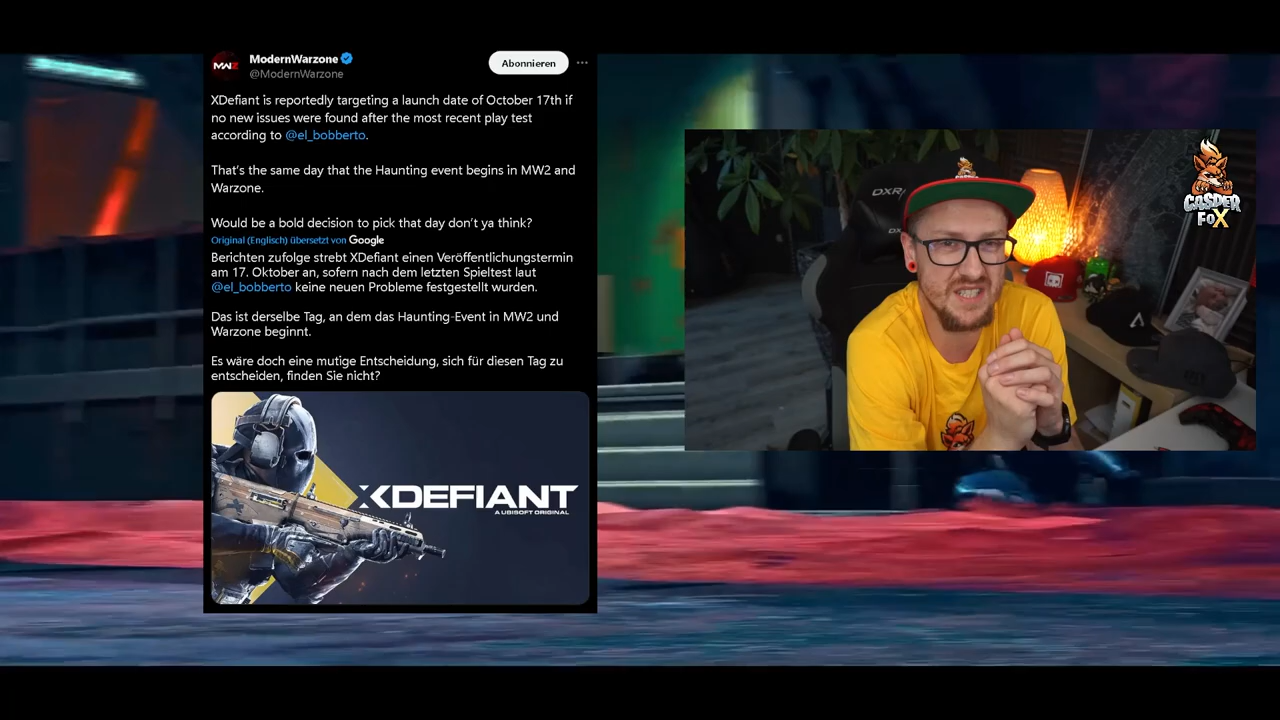 ModernWarzone
@ModernWarzone
Abonnieren
XDefiant is reportedly targeting a launch date of October 17th if
no new issues were found after the most recent play test
according to @el_bobberto.
That's the same day that the Haunting event begins in MW2 and
Warzone.
Would be a bold decision to pick that day don't ya think?
Original (Englisch) übersetzt von Google
Berichten zufolge strebt XDefiant einen Veröffentlichungstermin
am 17. Oktober an, sofern nach dem letzten Spieltest laut
@el_bobberto keine neuen Probleme festgestellt wurden.
Das ist derselbe Tag, an dem das Haunting-Event in MW2 und
Warzone beginnt.
Es wäre doch eine mutige Entscheidung, sich für diesen Tag zu
entscheiden, finden Sie nicht?
XDEFIANT
A UBISOFT ORIGINAL
DXR
CASPER
FOX